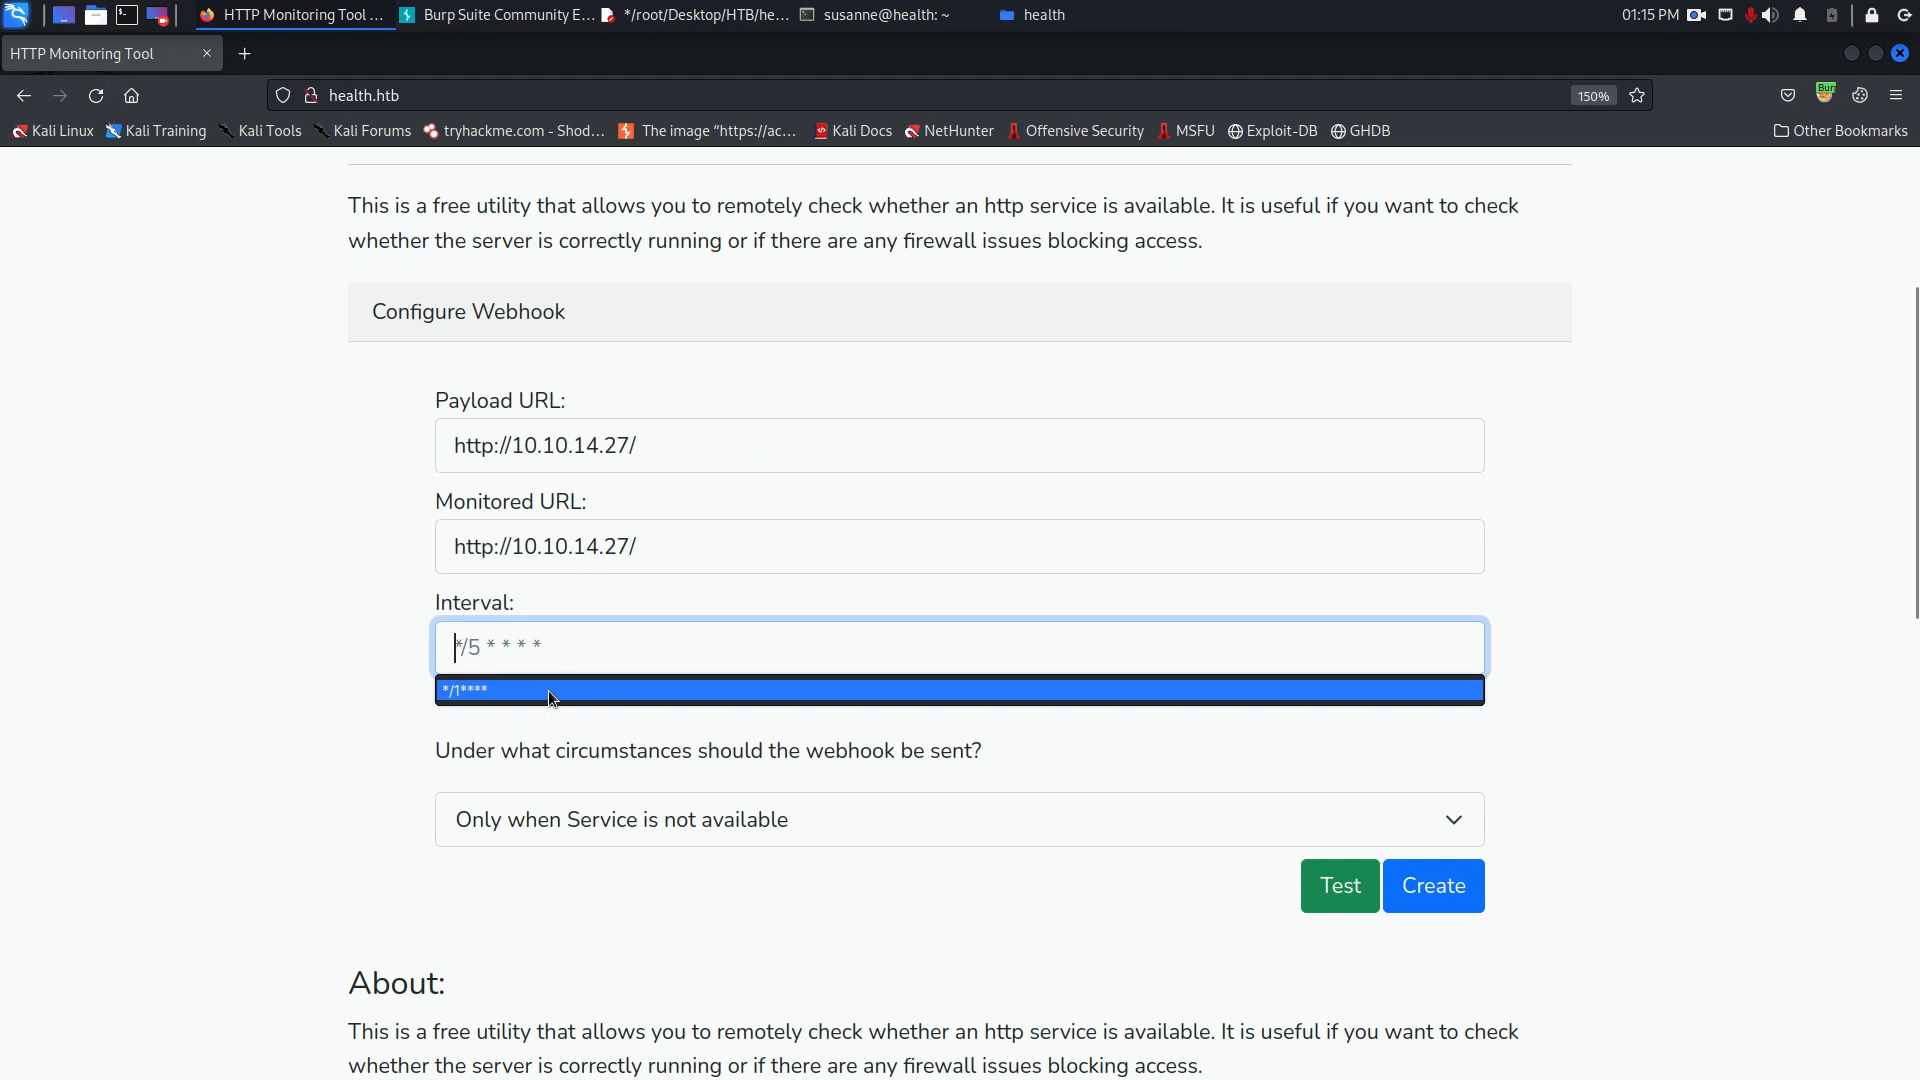 HTTP Monitoring Tool ...
Burp Suite Community E...
*/root/Desktop/HTB/he...
susanne@health: ~
health
01:15 PM
HTTP Monitoring Tool
health.htb
150%
Bur
Kali Linux
Kali Training
Kali Tools
Kali Forums
tryhackme.com - Shod...
The image “https://ac...
Kali Docs
NetHunter
Offensive Security
MSFU
Exploit-DB
GHDB
Other Bookmarks
This is a free utility that allows you to remotely check whether an http service is available. It is useful if you want to check
whether the server is correctly running or if there are any firewall issues blocking access.
Configure Webhook
Payload URL:
http://10.10.14.27/
Monitored URL:
http://10.10.14.27/
Interval:
*/5 * * * *
*/1****
Under what circumstances should the webhook be sent?
Only when Service is not available
Test
Create
About:
This is a free utility that allows you to remotely check whether an http service is available. It is useful if you want to check
whether the server is correctly running or if there are any firewall issues blocking access.